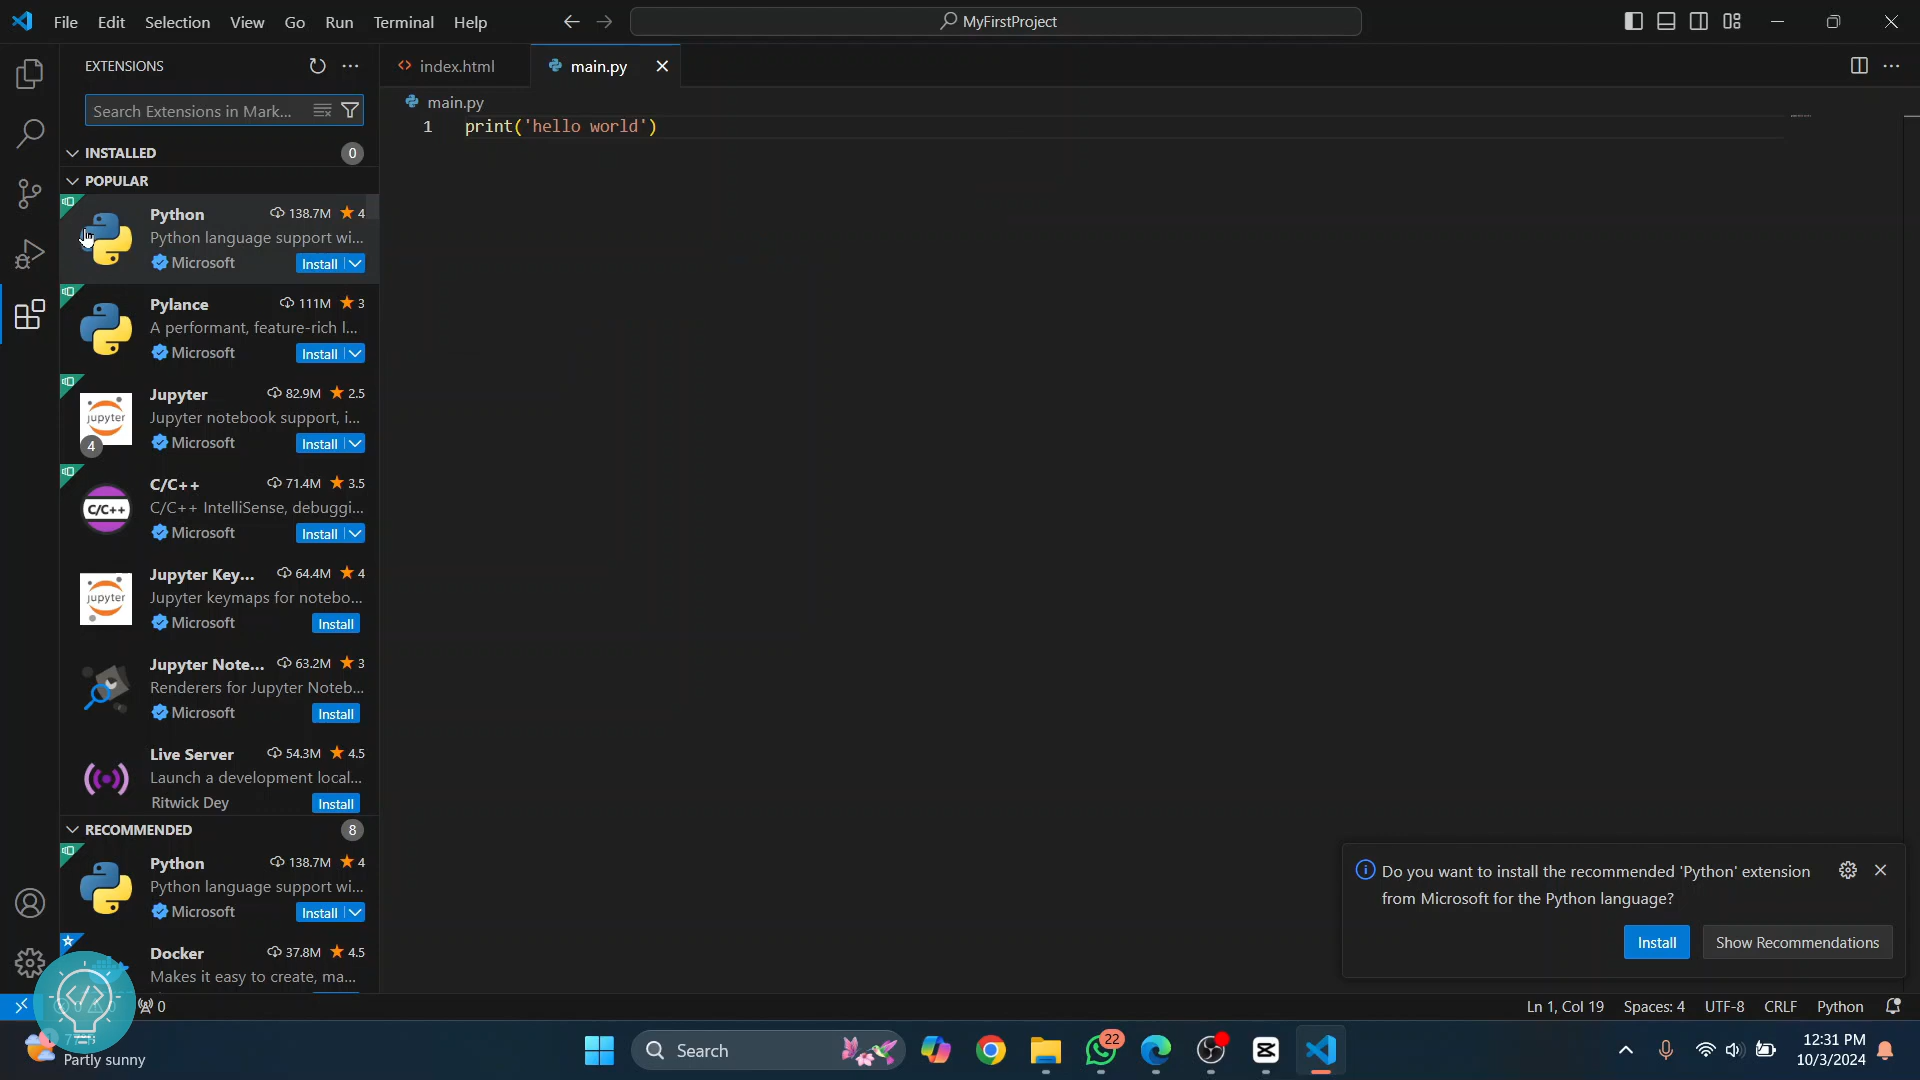 File Edit Selection View Go Run Terminal Help
MyFirstProject
EXTENSIONS
Search Extensions in Mark...
INSTALLED 0
POPULAR
Python 138.7M 4
Python language support wi...
Microsoft Install
Pylance 111M 3
A performant, feature-rich l...
Microsoft Install
Jupyter 82.9M 2.5
Jupyter notebook support, i...
jupyter
4
Microsoft Install
C/C++ 71.4M 3.5
C/C++ IntelliSense, debuggi...
C/C++
Microsoft Install
Jupyter Key... 64.4M 4
Jupyter keymaps for notebo...
jupyter
Microsoft Install
Jupyter Note... 63.2M 3
Renderers for Jupyter Noteb...
Microsoft Install
Live Server 54.3M 4.5
Launch a development local...
Ritwick Dey Install
RECOMMENDED 8
Python 138.7M 4
Python language support wi...
Microsoft Install
Docker 37.8M 4.5
Makes it easy to create, ma...
index.html main.py
main.py
1 print('hello world')
Do you want to install the recommended 'Python' extension
from Microsoft for the Python language?
Install Show Recommendations
0
Ln 1, Col 19 Spaces: 4 UTF-8 CRLF Python
Partly sunny
Search
22
12:31 PM
10/3/2024